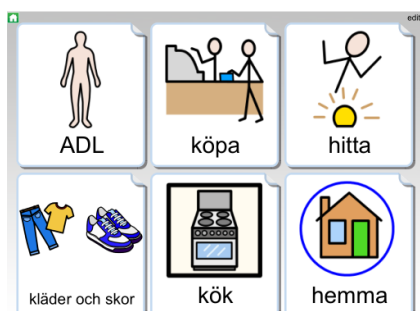 edit
ADL
köpa
hitta
kläder och skor
kök
hemma